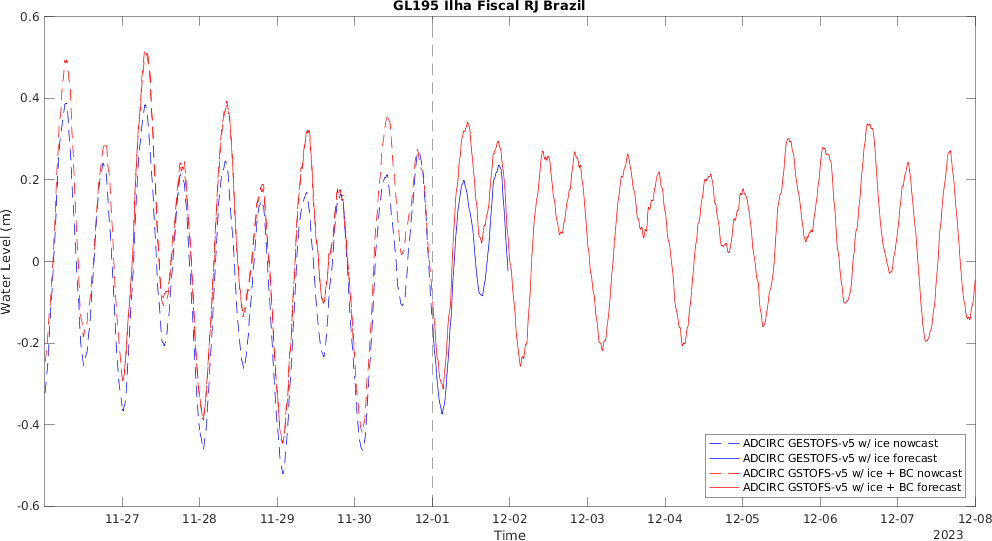 GL195 Ilha Fiscal RJ Brazil
0.6
0.4
0.2
0
-0.2
-0.4
-0.6
Water Level (m)
11-27 11-28 11-29 11-30 12-01 12-02 12-03 12-04 12-05 12-06 12-07 12-08
Time
2023
ADCIRC GESTOFS-v5 w/ ice nowcast
ADCIRC GESTOFS-v5 w/ ice forecast
ADCIRC GSTOFS-v5 w/ ice + BC nowcast
ADCIRC GSTOFS-v5 w/ ice + BC forecast